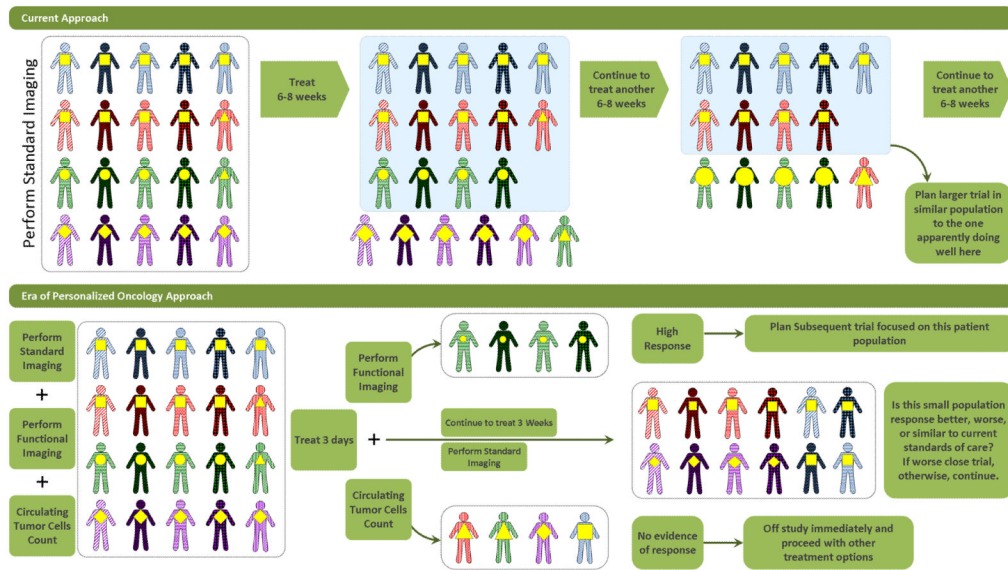 Current Approach
Perform Standard Imaging
Treat
6-8 weeks
Continue to
treat another
6-8 weeks
Continue to
treat another
6-8 weeks
Plan larger trial in
similar population
to the one
apparently doing
well here
Era of Personalized Oncology Approach
Perform
Standard
Imaging
+
Perform
Functional
Imaging
+
Circulating
Tumor Cells
Count
Treat 3 days
+
Perform
Functional
Imaging
Continue to treat 3 Weeks
Perform Standard
Imaging
Circulating
Tumor Cells
Count
High
Response
Plan Subsequent trial focused on this patient
population
Is this small population
response better, worse,
or similar to current
standards of care?
If worse close trial,
otherwise, continue.
No evidence
of response
Off study immediately and
proceed with other
treatment options